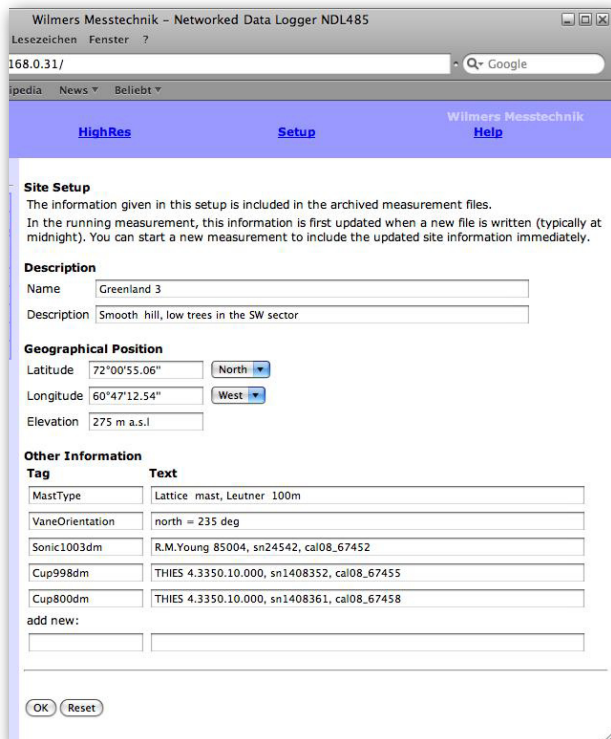 Wilmers Messtechnik – Networked Data Logger NDL485
Lesezeichen Fenster ?
168.0.31/
Google
ipedia News Beliebt
Wilmers Messtechnik
HighRes Setup Help
Site Setup
The information given in this setup is included in the archived measurement files.
In the running measurement, this information is first updated when a new file is written (typically at
midnight). You can start a new measurement to include the updated site information immediately.
Description
Name Greenland 3
Description Smooth hill, low trees in the SW sector
Geographical Position
Latitude 72°00'55.06" North
Longitude 60°47'12.54" West
Elevation 275 m a.s.l
Other Information
Tag Text
MastType Lattice mast, Leutner 100m
VaneOrientation north = 235 deg
Sonic1003dm R.M.Young 85004, sn24542, cal08_67452
Cup998dm THIES 4.3350.10.000, sn1408352, cal08_67455
Cup800dm THIES 4.3350.10.000, sn1408361, cal08_67458
add new:
OK Reset